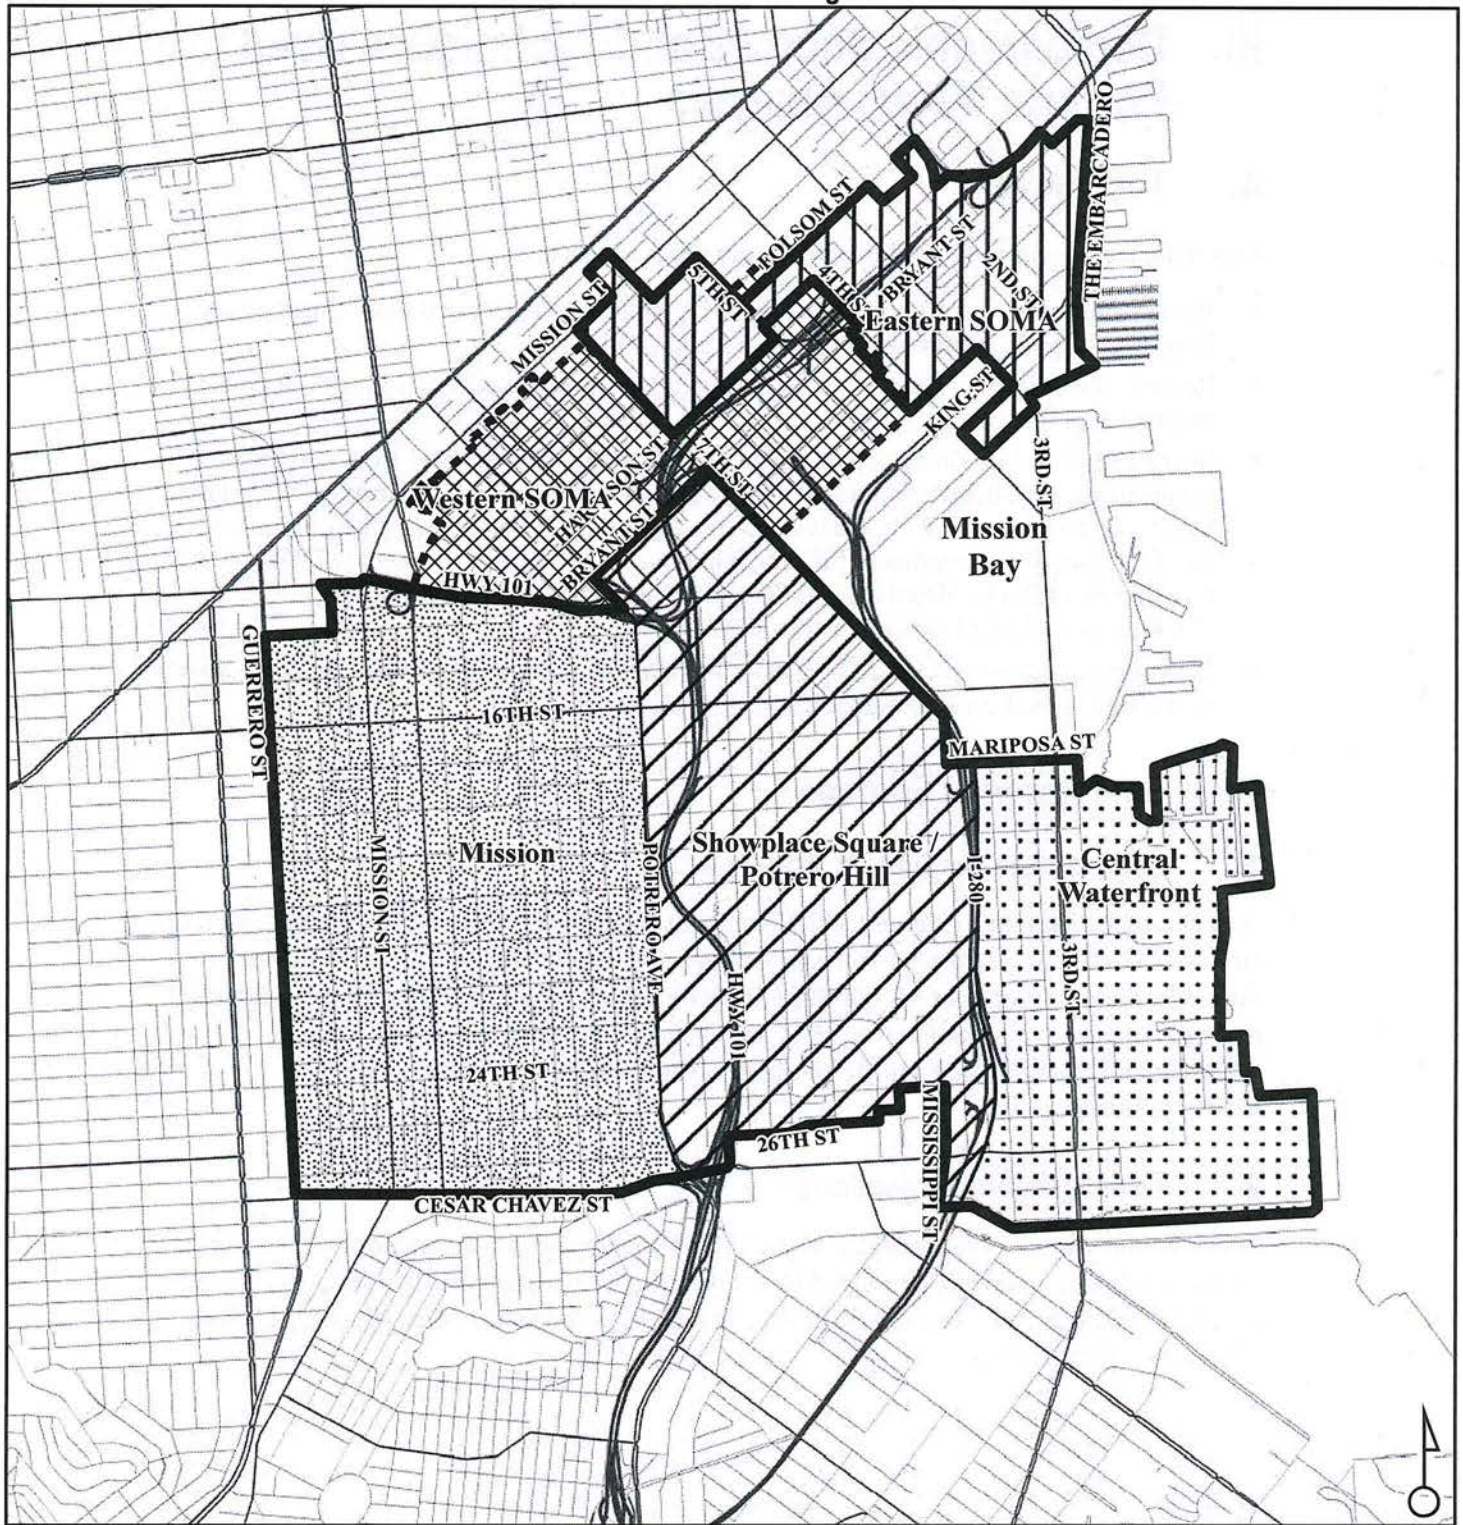 THE EMBARCADERO
FOLSOM ST
BRYANT ST
5TH ST
4TH ST
2ND ST
MISSION ST
Eastern SOMA
KING ST
3RD ST
7TH ST
HARRISON ST
Western SOMA
BRYANT ST
Mission
Bay
HWY 101
GUERRERO ST
16TH ST
MARIPOSA ST
MISSION ST
Mission
POTRERO AVE
Showplace Square /
Potrero Hill
I-280
Central
Waterfront
3RD ST
HWY 101
24TH ST
26TH ST
MISSISSIPPI ST
CESAR CHAVEZ ST